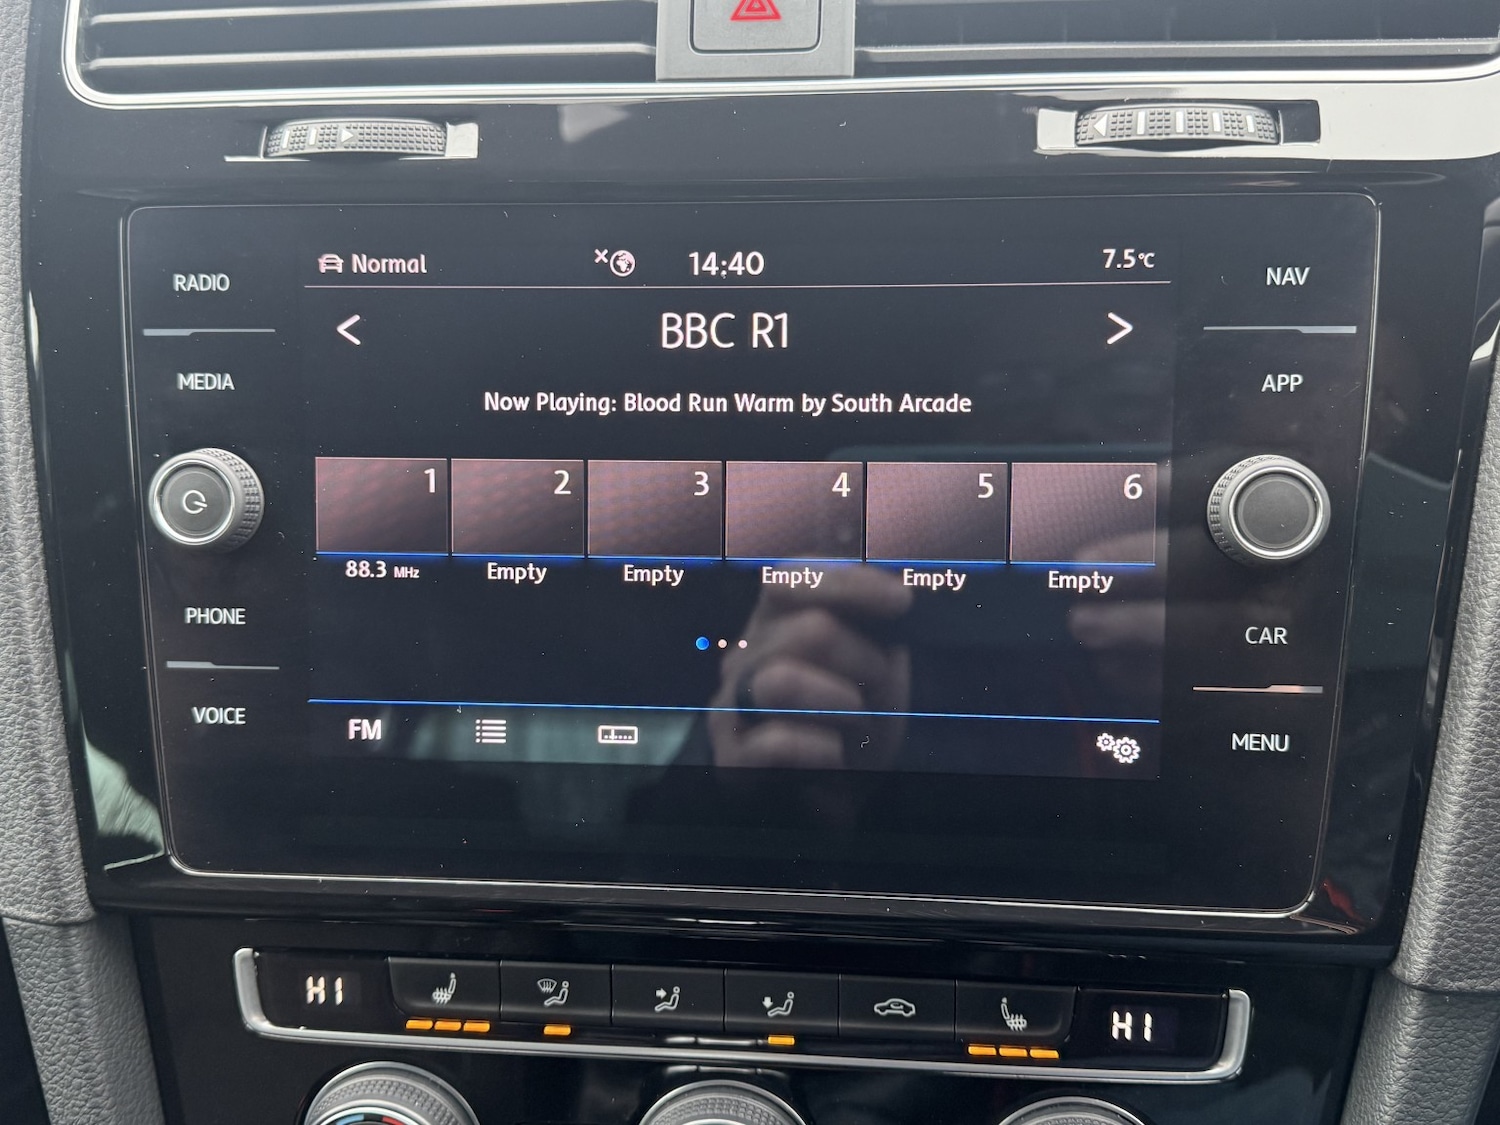 Normal 14:40 7.5°C
RADIO
MEDIA
PHONE
VOICE
BBC R1
Now Playing: Blood Run Warm by South Arcade
1 2 3 4 5 6
88.3 MHz Empty Empty Empty Empty Empty
FM
NAV
APP
CAR
MENU
HI HI